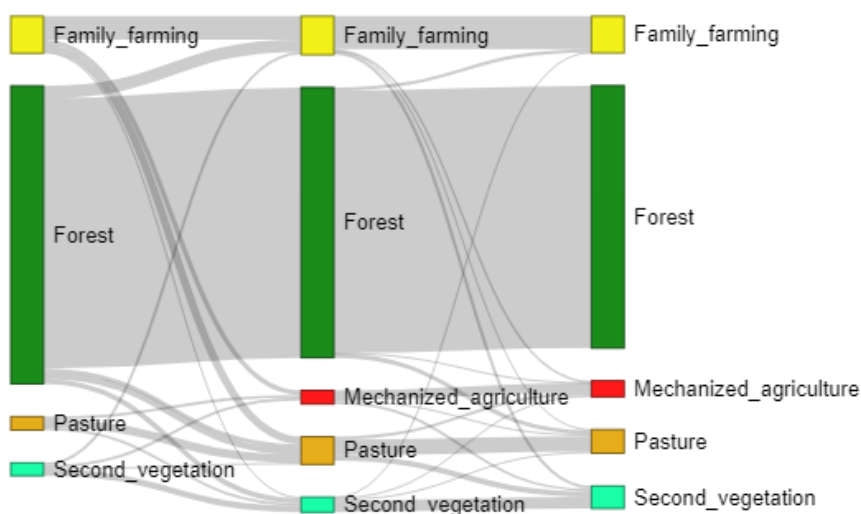 Family_farming
Forest
Pasture
Second_vegetation
Family_farming
Forest
Mechanized_agriculture
Pasture
Second_vegetation
Family_farming
Forest
Mechanized_agriculture
Pasture
Second_vegetation